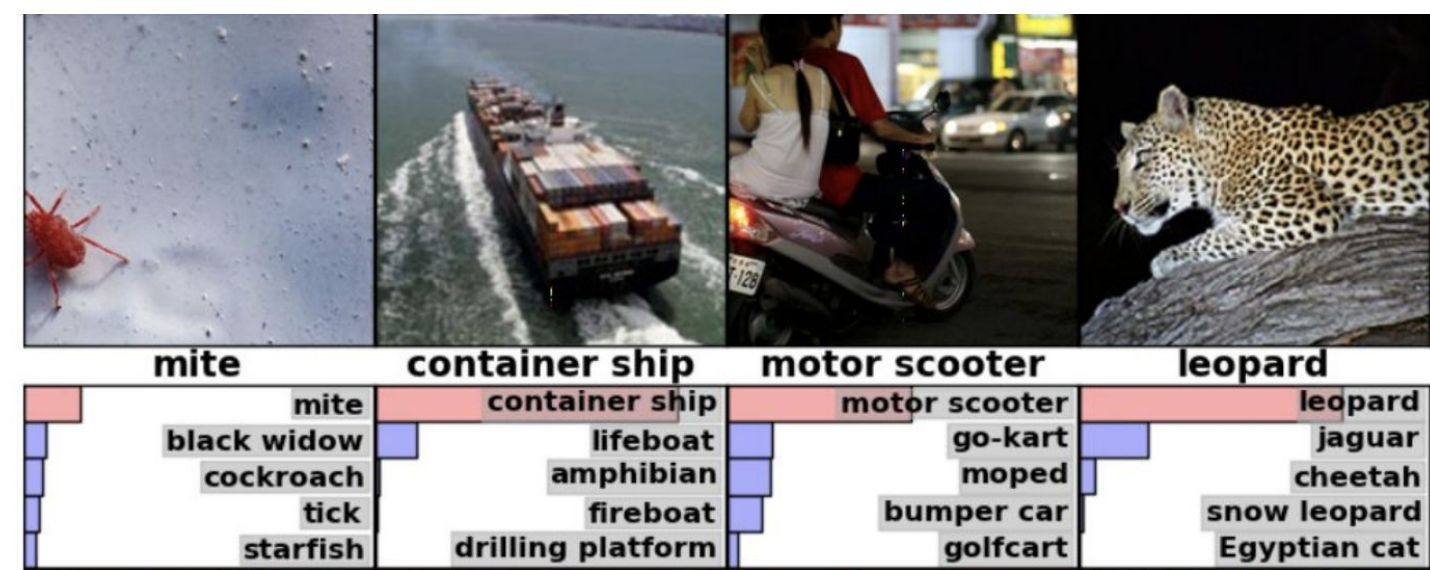 T-128
mite
container ship
motor scooter
leopard
mite
black widow
cockroach
tick
starfish
container ship
lifeboat
amphibian
fireboat
drilling platform
motor scooter
go-kart
moped
bumper car
golfcart
leopard
jaguar
cheetah
snow leopard
Egyptian cat